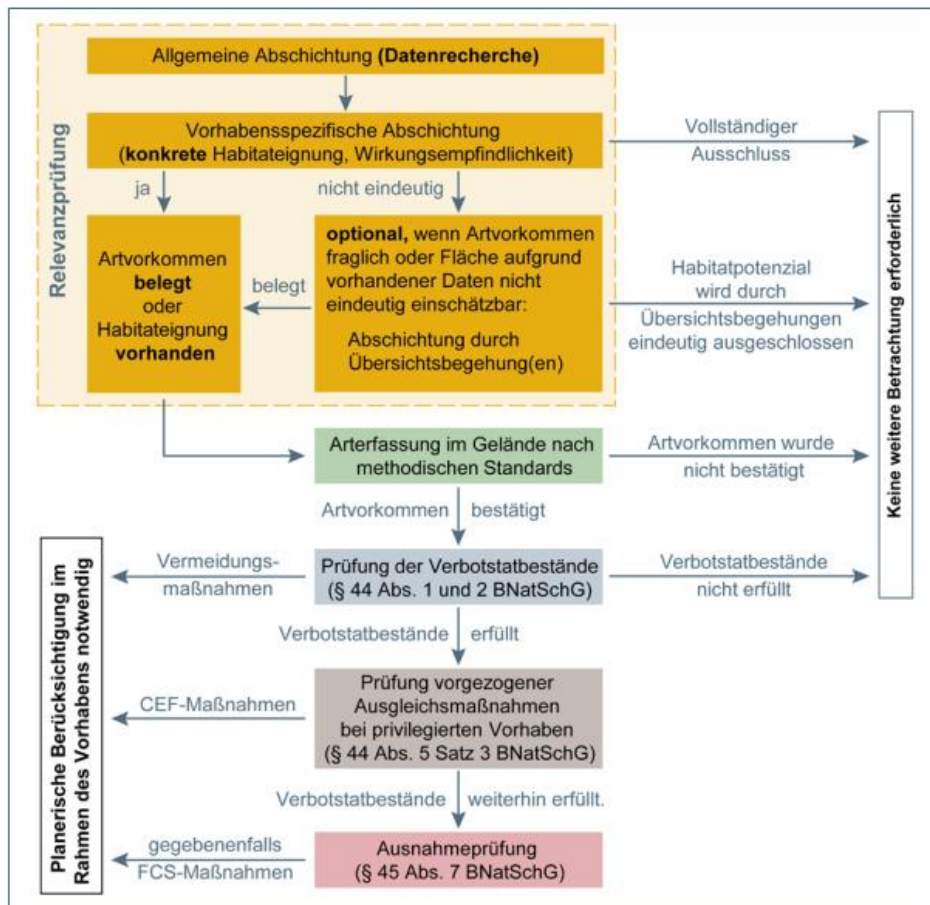 Relevanzprüfung
Allgemeine Abschichtung (Datenrecherche)
Vorhabensspezifische Abschichtung
(konkrete Habitateignung, Wirkungsempfindlichkeit)
Vollständiger
Ausschluss
ja
nicht eindeutig
Artvorkommen
belegt
oder
Habitateignung
vorhanden
belegt
optional, wenn Artvorkommen
fraglich oder Fläche aufgrund
vorhandener Daten nicht
eindeutig einschätzbar:
Abschichtung durch
Übersichtsbegehung(en)
Habitatpotenzial
wird durch
Übersichtsbegehungen
eindeutig ausgeschlossen
Keine weitere Betrachtung erforderlich
Arterfassung im Gelände nach
methodischen Standards
Artvorkommen wurde
nicht bestätigt
Artvorkommen bestätigt
Planerische Berücksichtigung im
Rahmen des Vorhabens notwendig
Vermeidungs-
maßnahmen
Prüfung der Verbotstatbestände
(§ 44 Abs. 1 und 2 BNatSchG)
Verbotstatbestände
nicht erfüllt
Verbotstatbestände erfüllt
CEF-Maßnahmen
Prüfung vorgezogener
Ausgleichsmaßnahmen
bei privilegierten Vorhaben
(§ 44 Abs. 5 Satz 3 BNatSchG)
Verbotstatbestände weiterhin erfüllt.
gegebenenfalls
FCS-Maßnahmen
Ausnahmeprüfung
(§ 45 Abs. 7 BNatSchG)